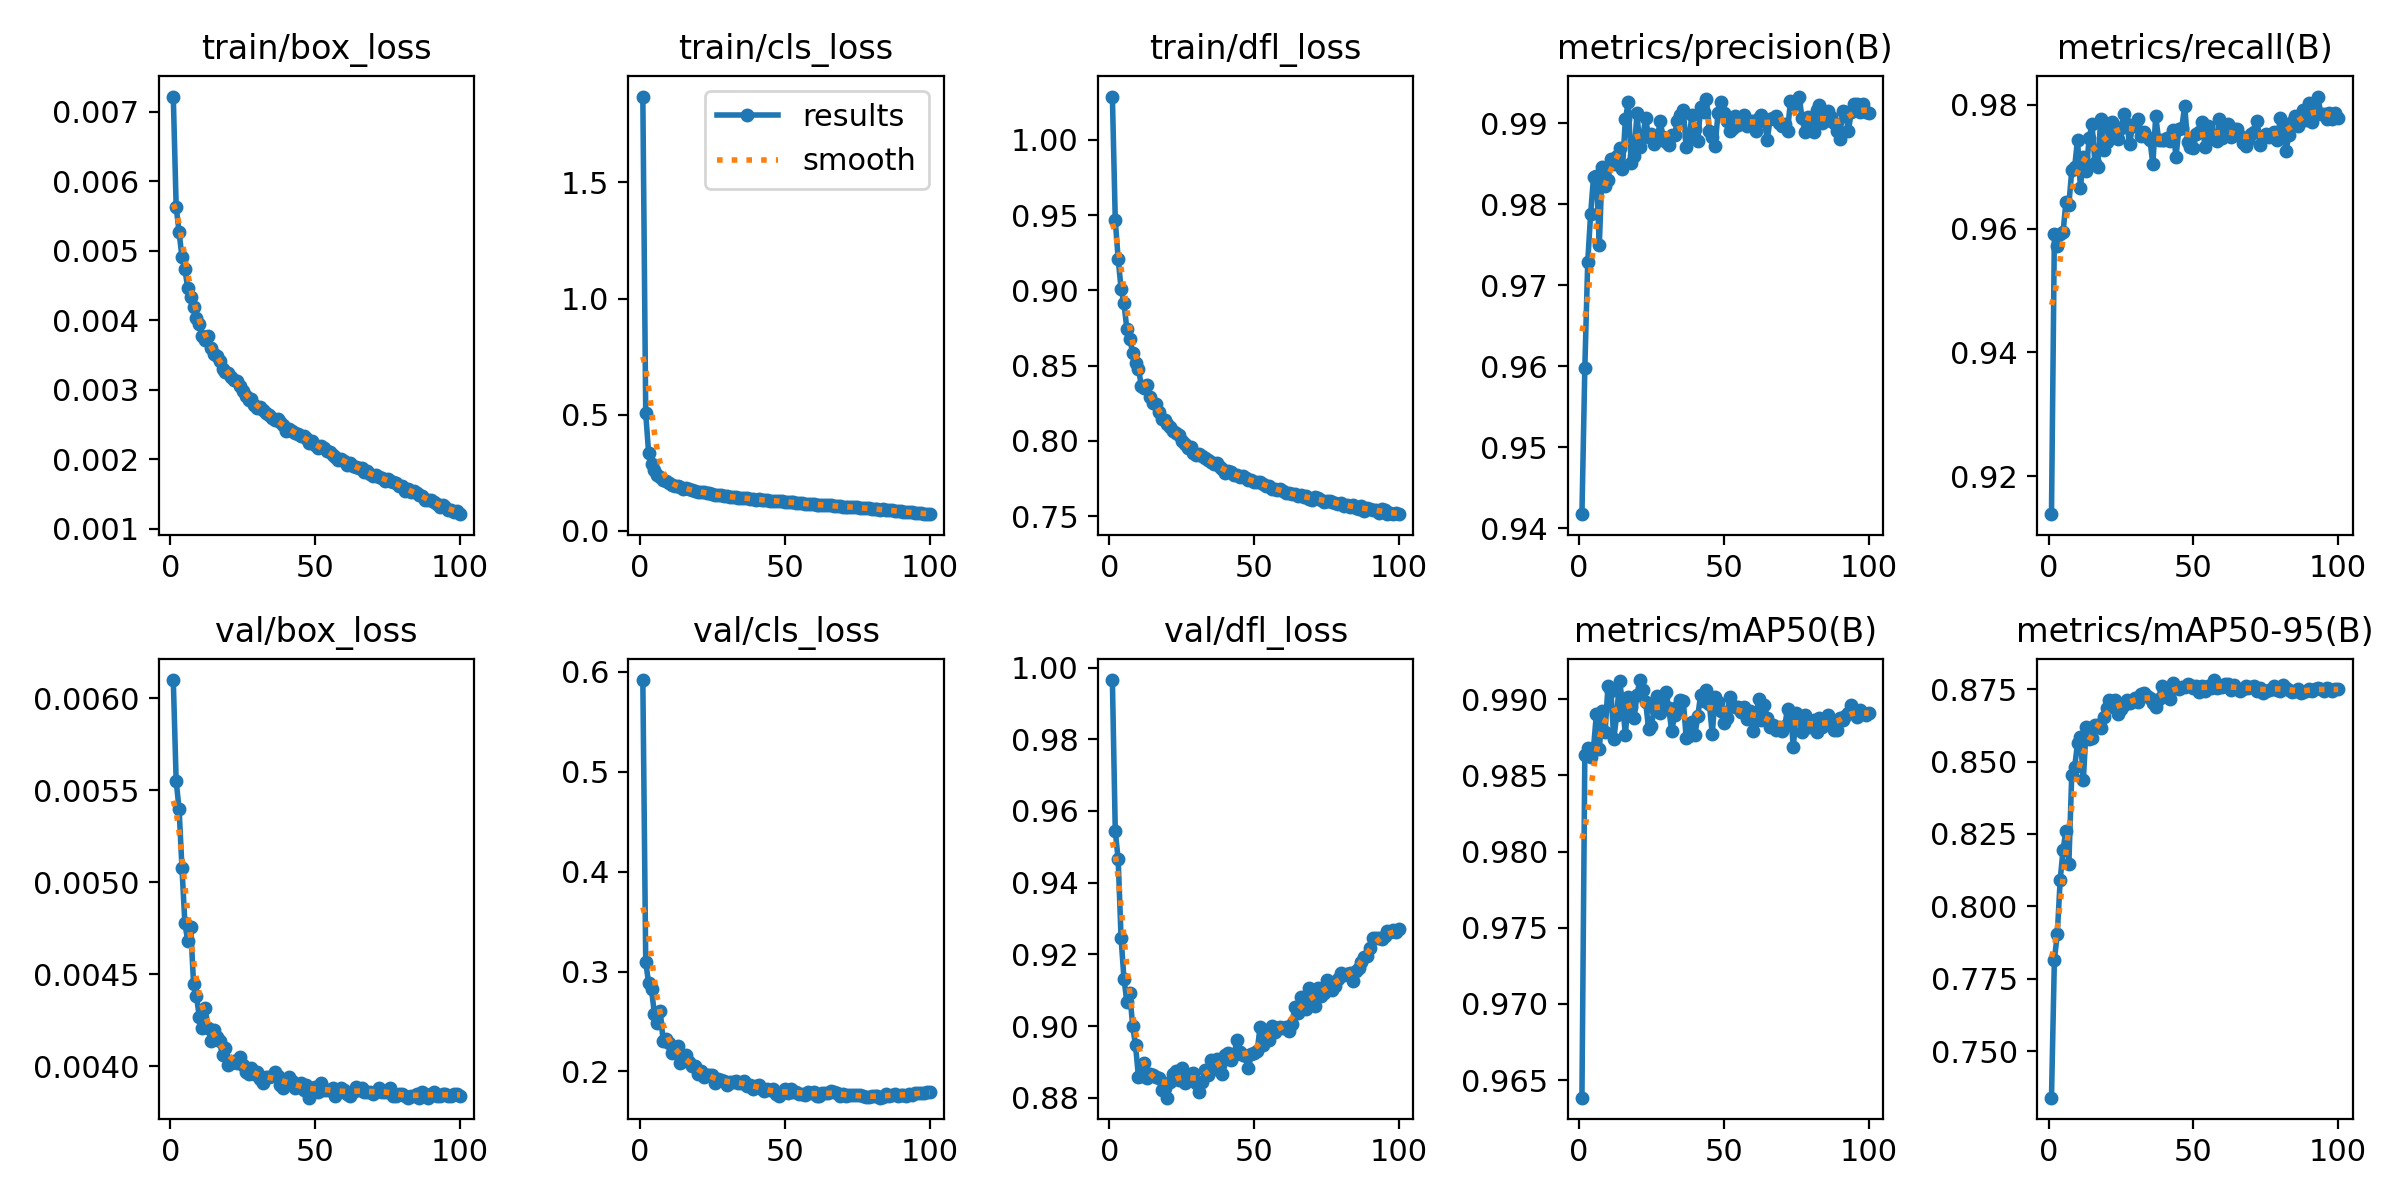 train/box_loss
train/cls_loss
train/dfl_loss
metrics/precision(B)
metrics/recall(B)
0.007
0.006
0.005
0.004
0.003
0.002
0.001
0 50 100
results
smooth
1.5
1.0
0.5
0.0
0 50 100
1.00
0.95
0.90
0.85
0.80
0.75
0 50 100
0.99
0.98
0.97
0.96
0.95
0.94
0 50 100
0.98
0.96
0.94
0.92
0 50 100
val/box_loss
val/cls_loss
val/dfl_loss
metrics/mAP50(B)
metrics/mAP50-95(B)
0.0060
0.0055
0.0050
0.0045
0.0040
0 50 100
0.6
0.5
0.4
0.3
0.2
0 50 100
1.00
0.98
0.96
0.94
0.92
0.90
0.88
0 50 100
0.990
0.985
0.980
0.975
0.970
0.965
0 50 100
0.875
0.850
0.825
0.800
0.775
0.750
0 50 100